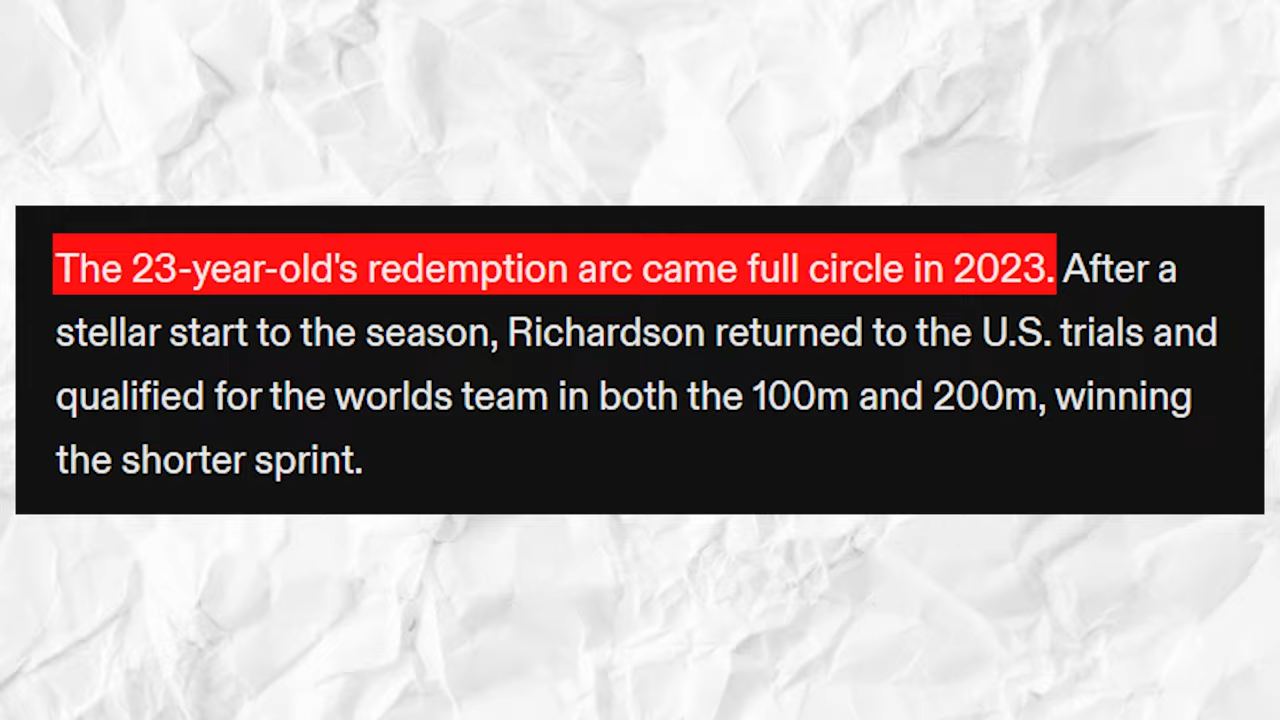 The 23-year-old's redemption arc came full circle in 2023. After a
stellar start to the season, Richardson returned to the U.S. trials and
qualified for the worlds team in both the 100m and 200m, winning
the shorter sprint.